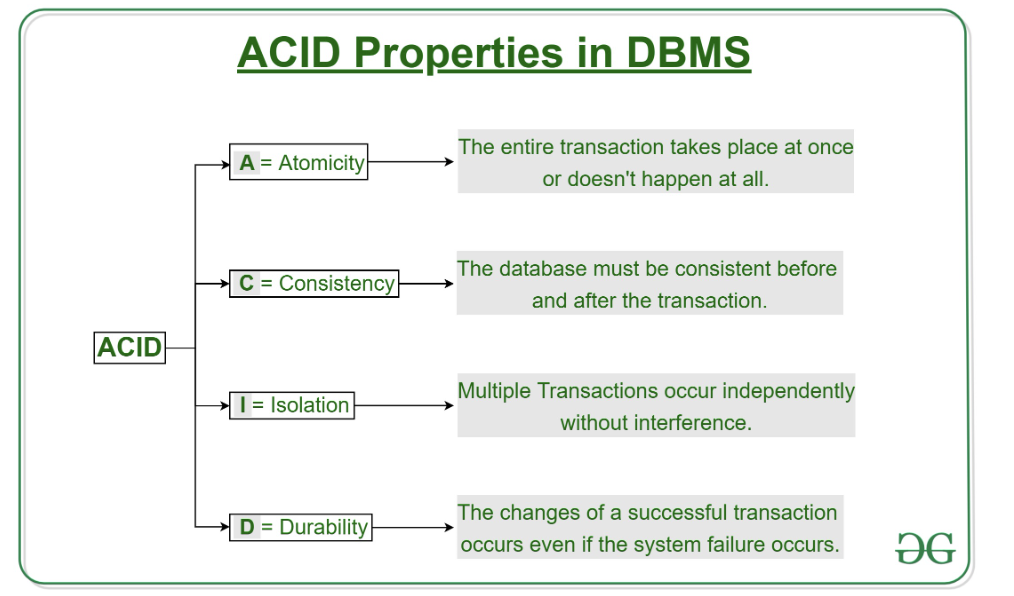 ACID Properties in DBMS
A = Atomicity
The entire transaction takes place at once
or doesn't happen at all.
C = Consistency
The database must be consistent before
and after the transaction.
ACID
I = Isolation
Multiple Transactions occur independently
without interference.
D = Durability
The changes of a successful transaction
occurs even if the system failure occurs.